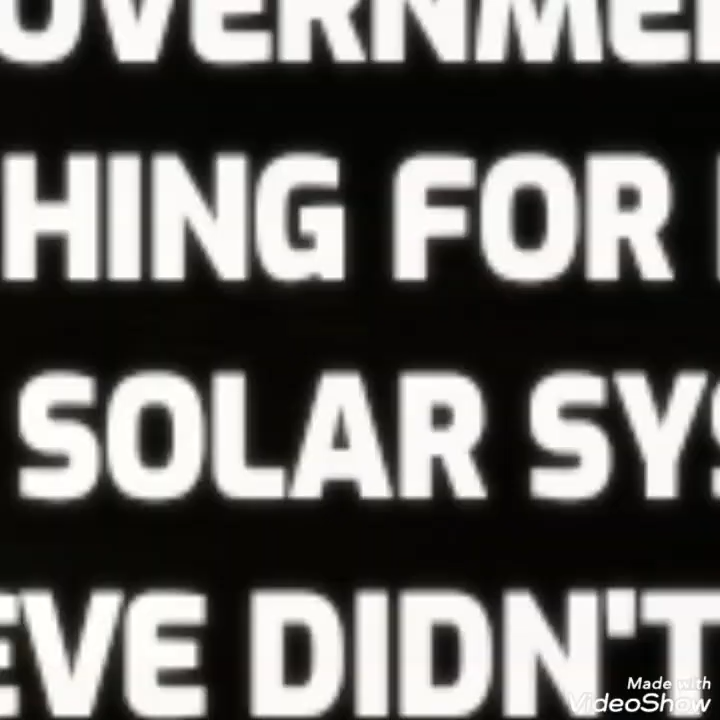 OVERNME
HING FOR
SOLAR SYS
EVE DIDN'T
Made with
VideoShow